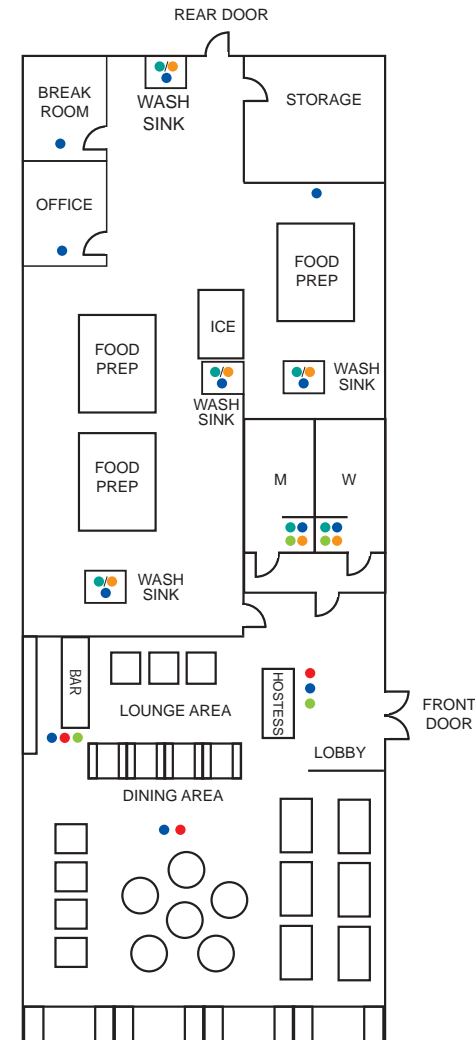 REAR DOOR
BREAK
ROOM
WASH
SINK
STORAGE
OFFICE
FOOD
PREP
ICE
FOOD
PREP
WASH
SINK
WASH
SINK
FOOD
PREP
M
W
WASH
SINK
BAR
HOSTESS
LOUNGE AREA
FRONT
DOOR
LOBBY
DINING AREA